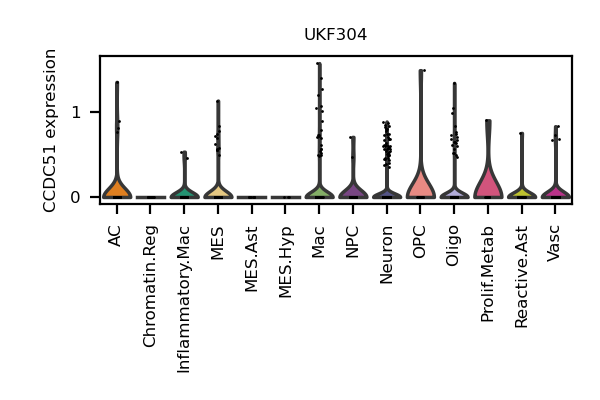 UKF304
CCDC51 expression
1
0
AC
Chromatin.Reg
Inflammatory.Mac
MES
MES.Ast
MES.Hyp
Mac
NPC
Neuron
OPC
Oligo
Prolif.Metab
Reactive.Ast
Vasc